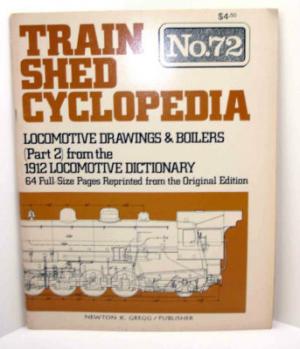 $4.50
TRAIN
No.72
SHED
CYCLOPEDIA
LOCOMOTIVE DRAWINGS & BOILERS
(Part 2) from the
1912 LOCOMOTIVE DICTIONARY
64 Full-Size Pages Reprinted from the Original Edition
NEWTON K. GREGG / PUBLISHER